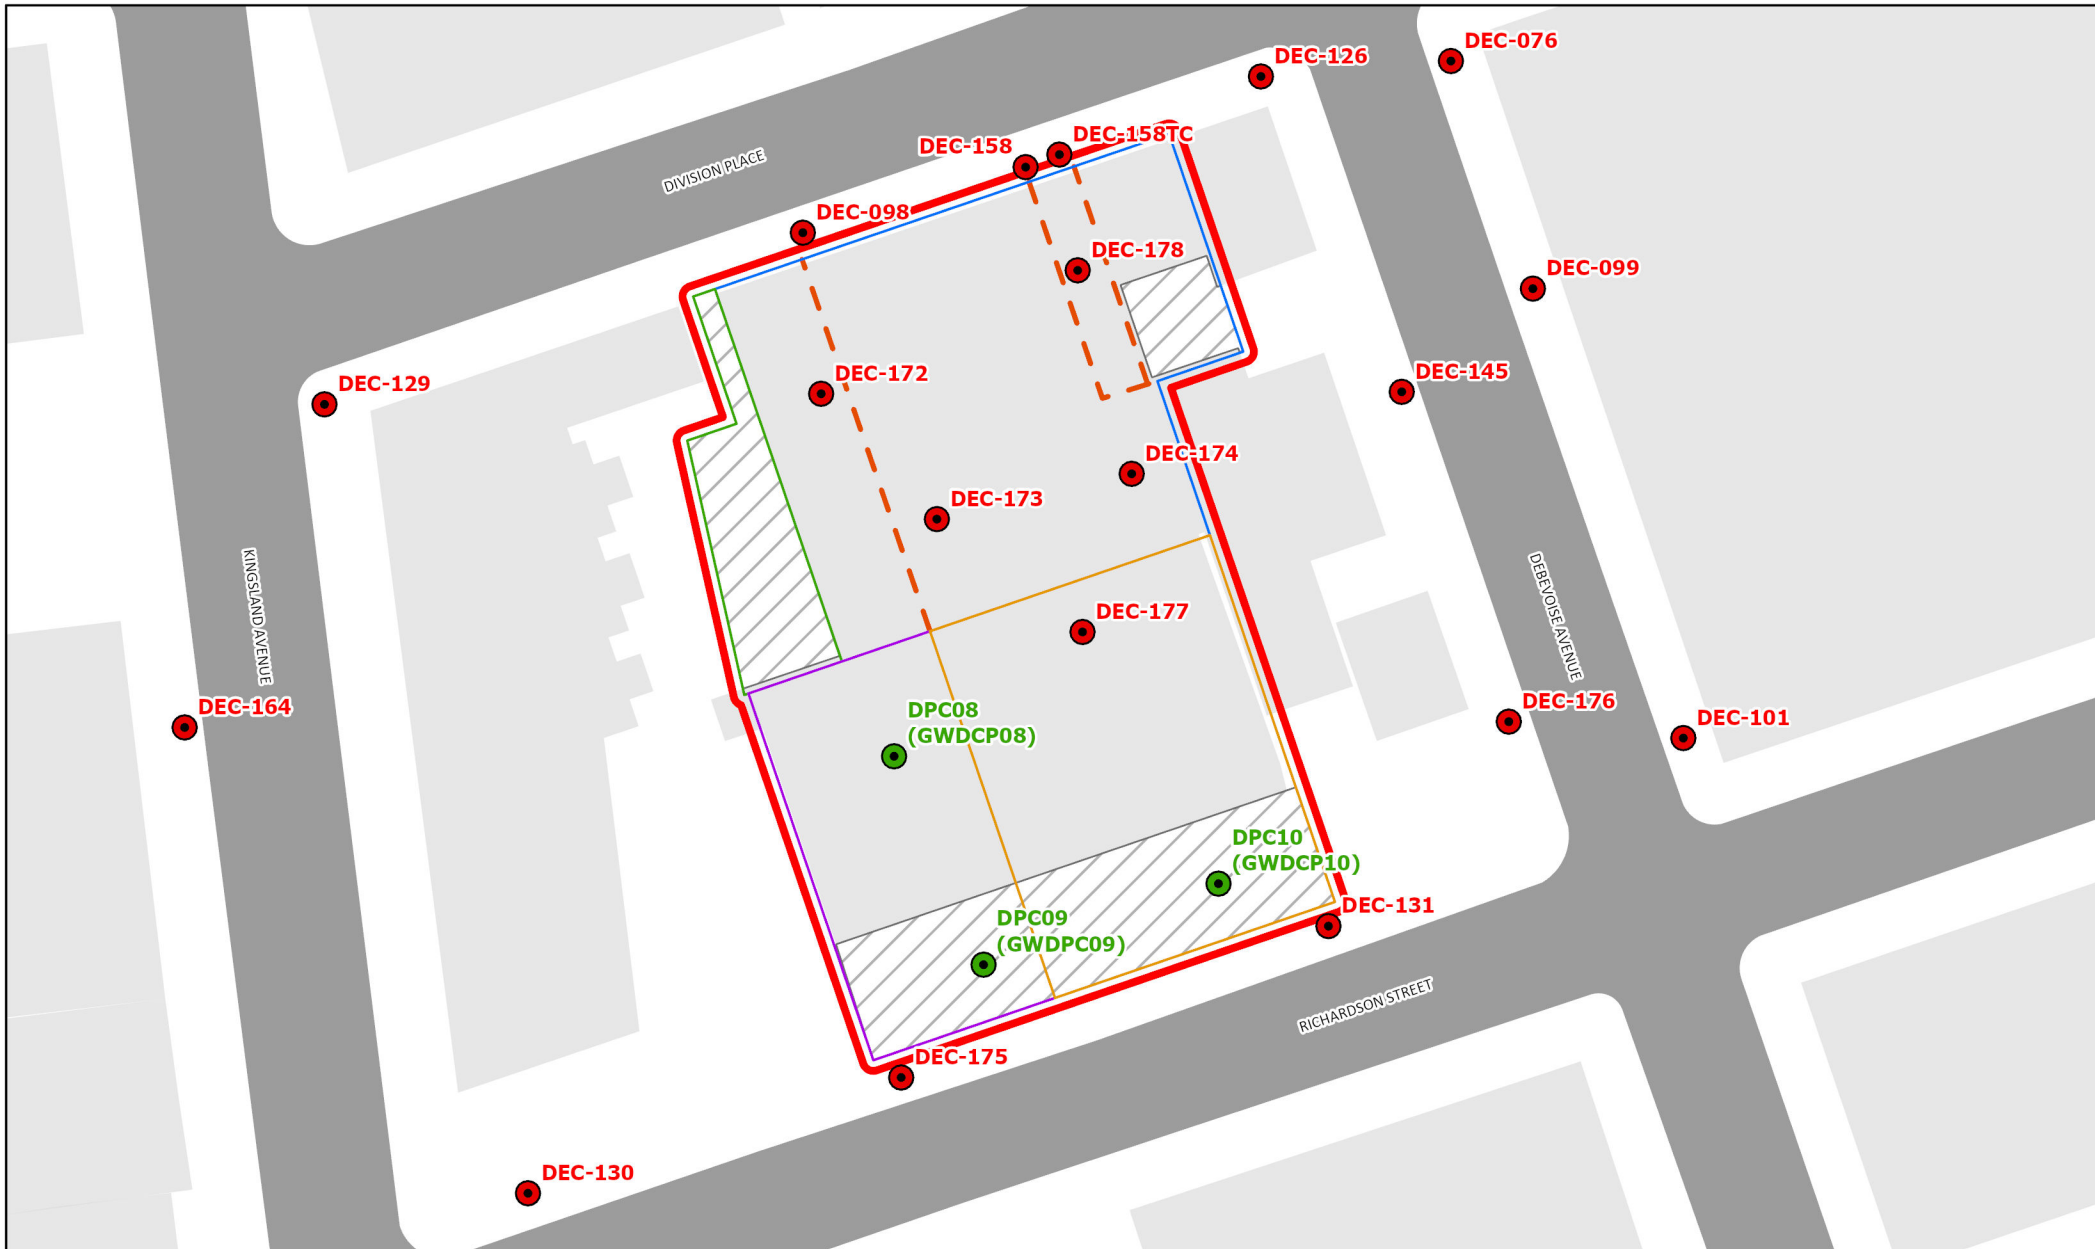 DEC-076
DEC-126
DEC-158TC
DEC-158
DIVISION PLACE
DEC-098
DEC-178
DEC-099
DEC-145
DEC-172
DEC-129
DEC-174
DEC-173
KINGSLAND AVENUE
DEBEVOISE AVENUE
DEC-177
DEC-176
DEC-164
DPC08
(GWDCP08)
DEC-101
DPC10
(GWDCP10)
DEC-131
DPC09
(GWDPC09)
RICHARDSON STREET
DEC-175
DEC-130